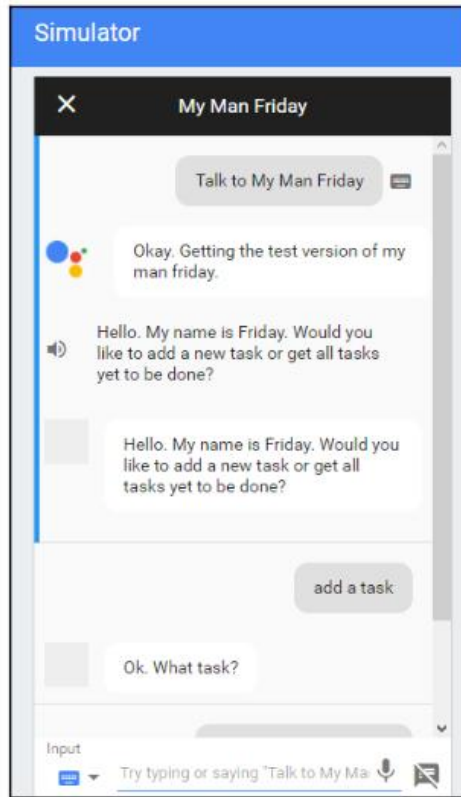 Simulator
My Man Friday
Talk to My Man Friday
Okay. Getting the test version of my
man friday.
Hello. My name is Friday. Would you
like to add a new task or get all tasks
yet to be done?
Hello. My name is Friday. Would you
like to add a new task or get all
tasks yet to be done?
add a task
Ok. What task?
Input
Try typing or saying "Talk to My Ma